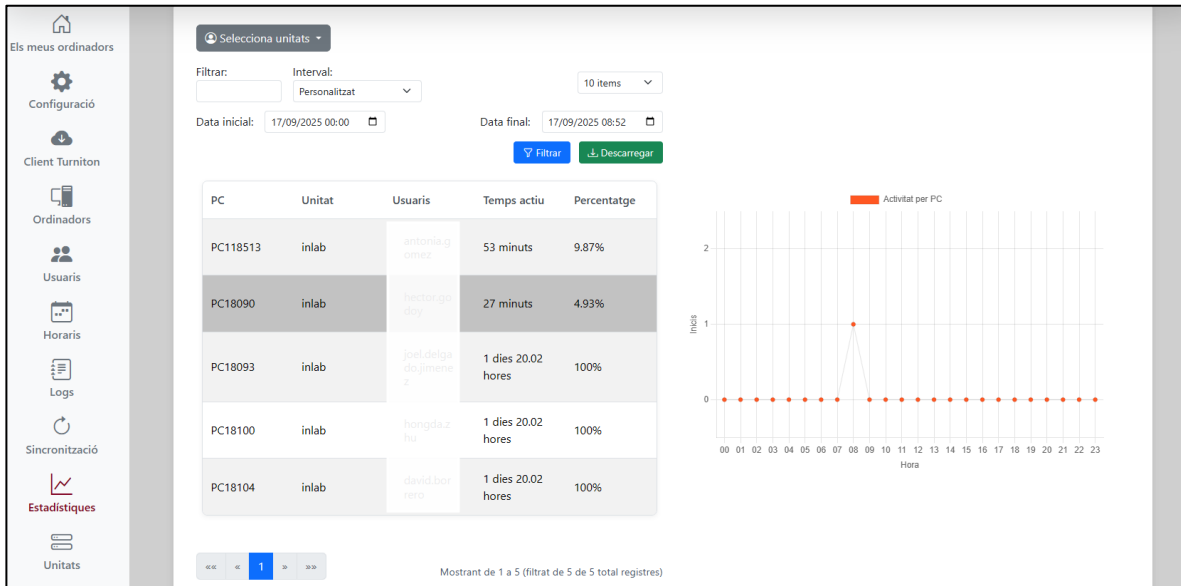 Els meus ordinadors
Configuració
Client Turniton
Ordinadors
Usuaris
Horaris
Logs
Sincronització
Estadístiques
Unitats
Selecciona unitats
Filtrar: Interval:
Personalitzat 10 items
Data inicial: 17/09/2025 00:00 Data final: 17/09/2025 08:52
Filtrar Descarregar
PC Unitat Usuaris Temps actiu Percentatge
PC118513 inlab 53 minuts 9.87%
PC18090 inlab 27 minuts 4.93%
PC18093 inlab 1 dies 20.02
hores 100%
PC18100 inlab 1 dies 20.02
hores 100%
PC18104 inlab 1 dies 20.02
hores 100%
«« « 1 » »»
Mostrant de 1 a 5 (filtrat de 5 de 5 total registres)
Activitat per PC
2
1
0
Inicis
00 01 02 03 04 05 06 07 08 09 10 11 12 13 14 15 16 17 18 19 20 21 22 23
Hora